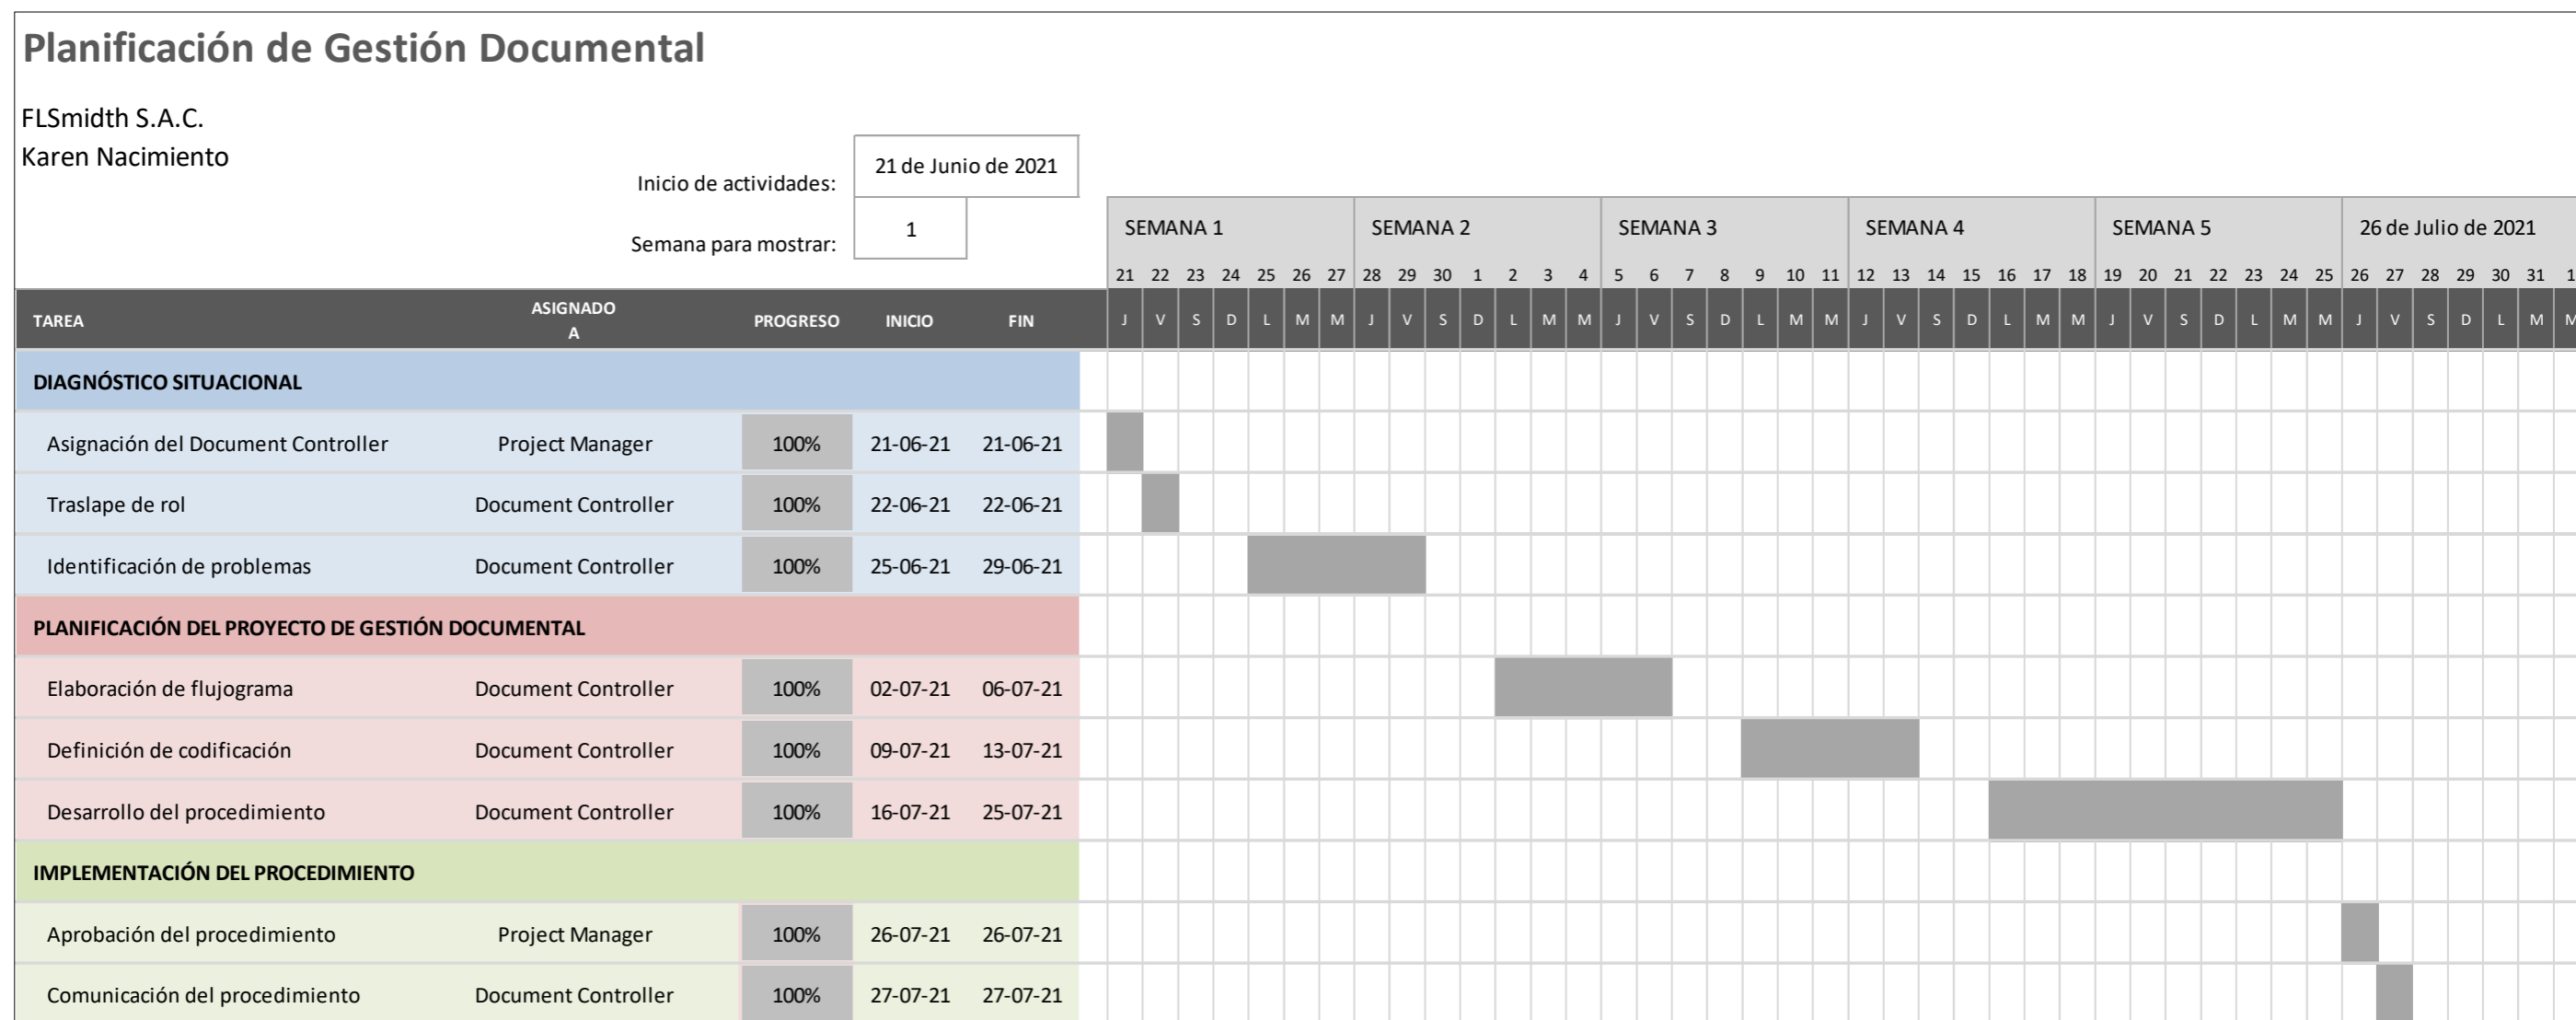 Planificación de Gestión Documental
FLSmidth S.A.C.
Karen Nacimiento
Inicio de actividades: 21 de Junio de 2021
Semana para mostrar: 1
SEMANA 1 SEMANA 2 SEMANA 3 SEMANA 4 SEMANA 5 26 de Julio de 2021
21 22 23 24 25 26 27 28 29 30 1 2 3 4 5 6 7 8 9 10 11 12 13 14 15 16 17 18 19 20 21 22 23 24 25 26 27 28 29 30 31 1
TAREA ASIGNADO A PROGRESO INICIO FIN J V S D L M M J V S D L M M J V S D L M M J V S D L M M J V S D L M M J V S D L M M
DIAGNÓSTICO SITUACIONAL
Asignación del Document Controller Project Manager 100% 21-06-21 21-06-21
Traslape de rol Document Controller 100% 22-06-21 22-06-21
Identificación de problemas Document Controller 100% 25-06-21 29-06-21
PLANIFICACIÓN DEL PROYECTO DE GESTIÓN DOCUMENTAL
Elaboración de flujograma Document Controller 100% 02-07-21 06-07-21
Definición de codificación Document Controller 100% 09-07-21 13-07-21
Desarrollo del procedimiento Document Controller 100% 16-07-21 25-07-21
IMPLEMENTACIÓN DEL PROCEDIMIENTO
Aprobación del procedimiento Project Manager 100% 26-07-21 26-07-21
Comunicación del procedimiento Document Controller 100% 27-07-21 27-07-21